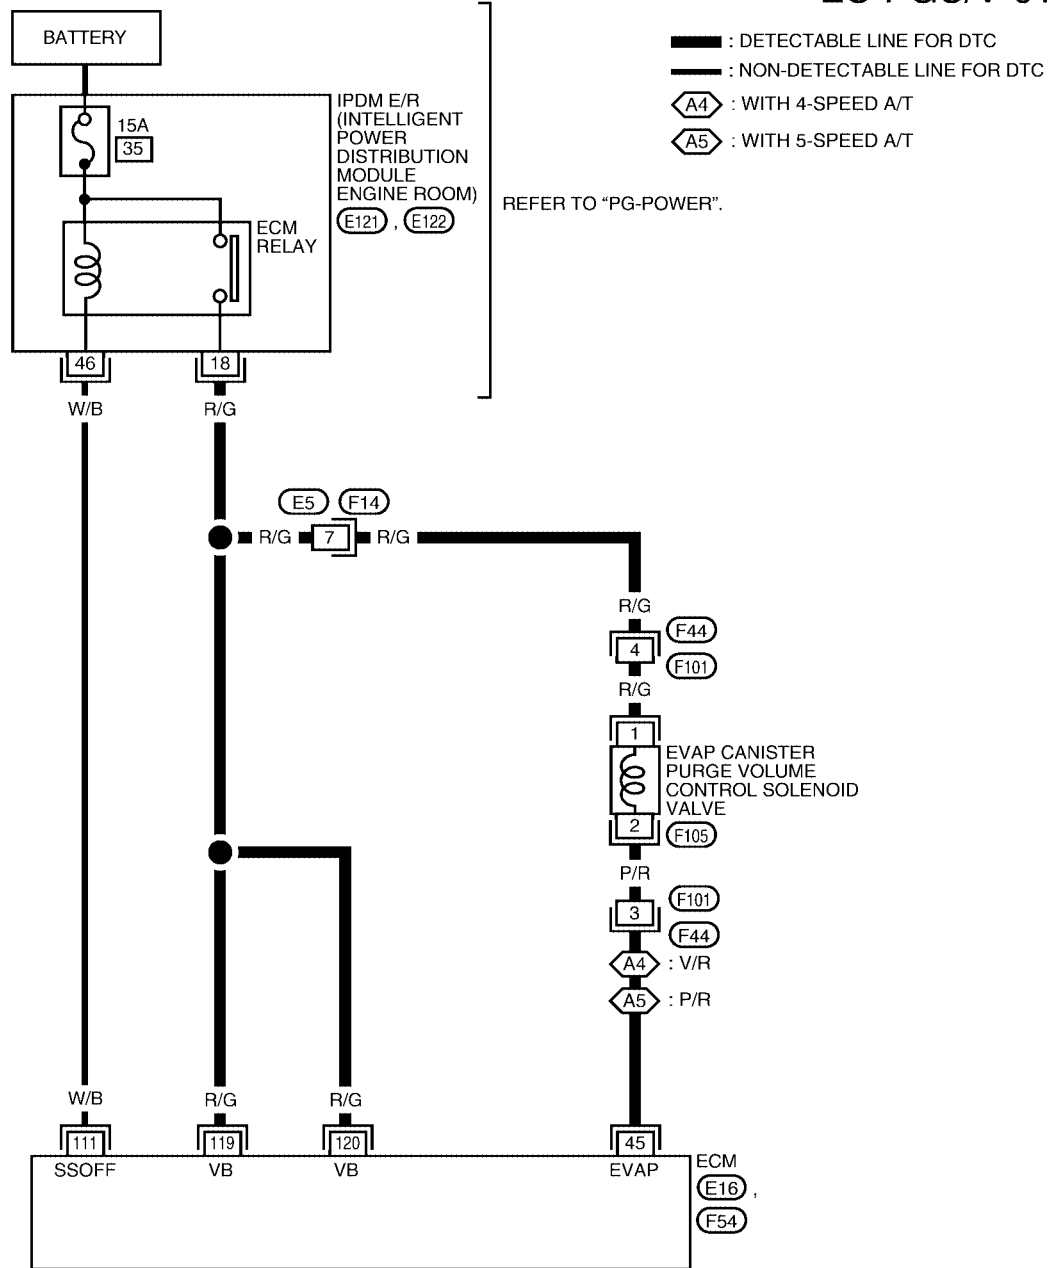 BATTERY
: DETECTABLE LINE FOR DTC
: NON-DETECTABLE LINE FOR DTC
A4 : WITH 4-SPEED A/T
A5 : WITH 5-SPEED A/T
15A
35
IPDM E/R
(INTELLIGENT
POWER
DISTRIBUTION
MODULE
ENGINE ROOM)
E121 , E122
REFER TO “PG-POWER”.
ECM
RELAY
46 18
W/B R/G
E5 F14
R/G 7 R/G
R/G
F44
4
F101
R/G
1
EVAP CANISTER
PURGE VOLUME
CONTROL SOLENOID
VALVE
2
F105
P/R
F101
3
F44
A4 : V/R
A5 : P/R
W/B R/G R/G
111 119 120 45
SSOFF VB VB EVAP
ECM
E16 ,
F54